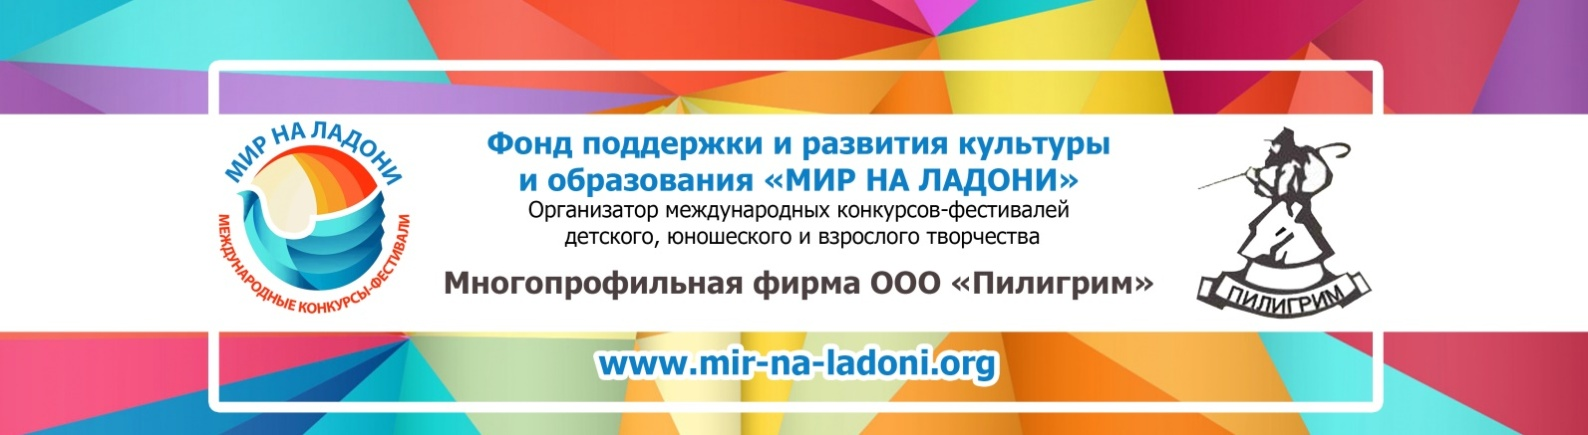 МИР НА ЛАДОНИ
МЕЖДУНАРОДНЫЕ КОНКУРСЫ-ФЕСТИВАЛИ
Фонд поддержки и развития культуры
и образования «МИР НА ЛАДОНИ»
Организатор международных конкурсов-фестивалей
детского, юношеского и взрослого творчества
Многопрофильная фирма ООО «Пилигрим»
ПИЛИГРИМ
www.mir-na-ladoni.org